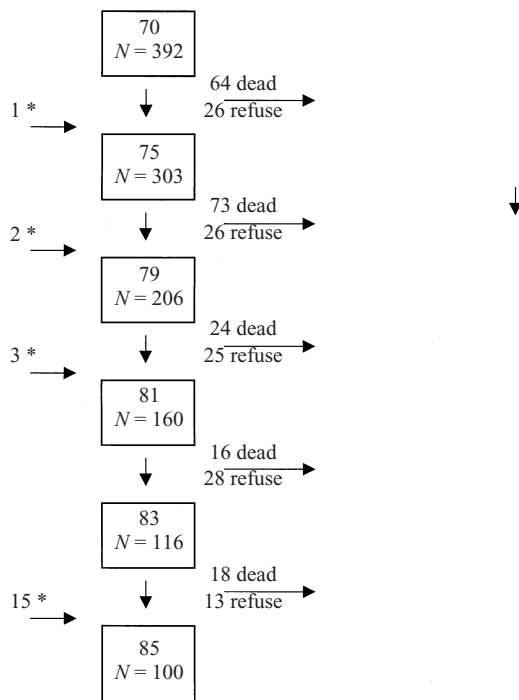 70
N = 392
64 dead
26 refuse
1 *
75
N = 303
73 dead
26 refuse
2 *
79
N = 206
24 dead
25 refuse
3 *
81
N = 160
16 dead
28 refuse
83
N = 116
18 dead
13 refuse
15 *
85
N = 100